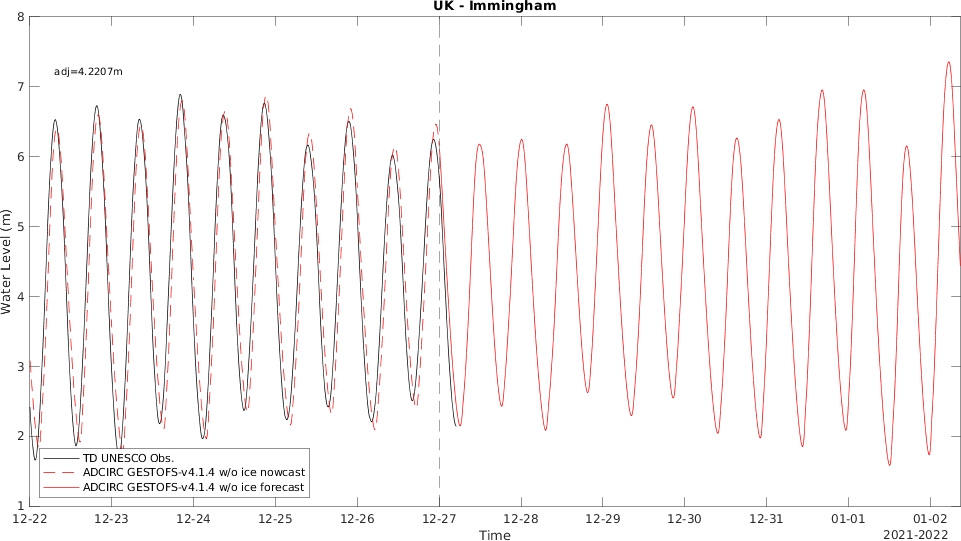 UK - Immingham
8
adj=4.2207m
7
6
5
4
3
2
1
Water Level (m)
TD UNESCO Obs.
ADCIRC GESTOFS-v4.1.4 w/o ice nowcast
ADCIRC GESTOFS-v4.1.4 w/o ice forecast
12-22 12-23 12-24 12-25 12-26 12-27 12-28 12-29 12-30 12-31 01-01 01-02
Time
2021-2022